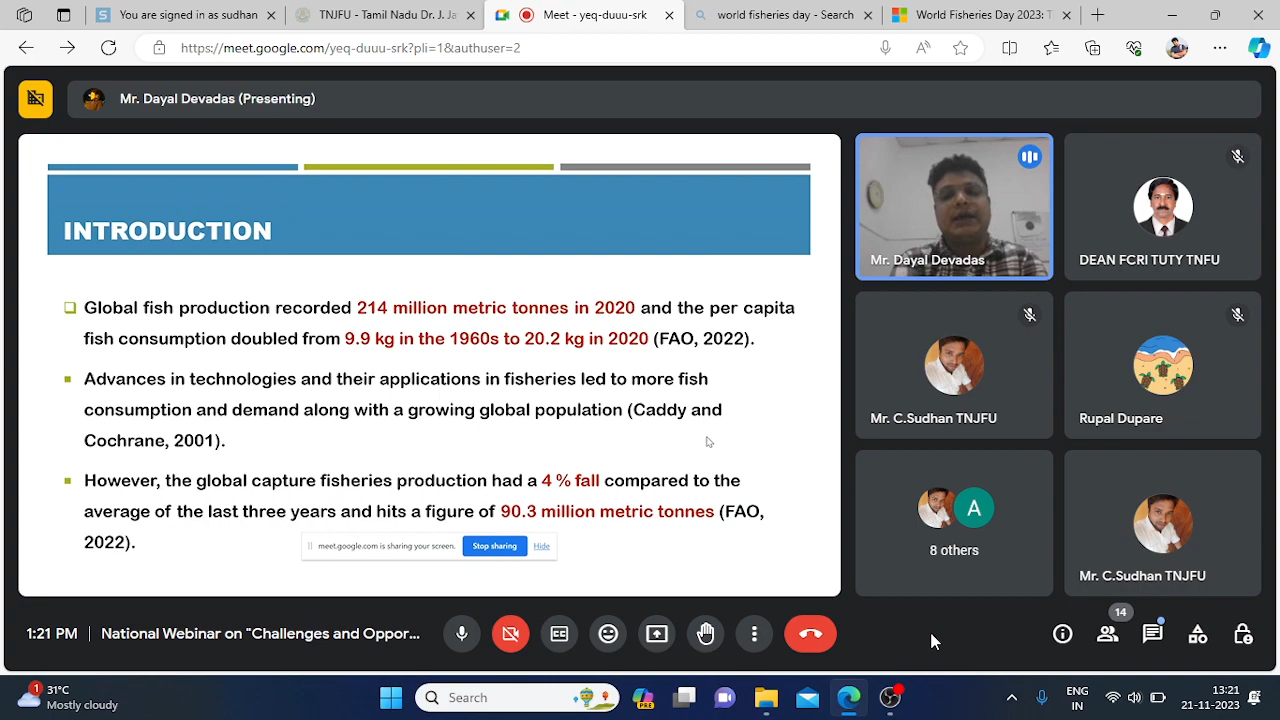 You are signed in as sudhan
TNJFU - Tamil Nadu Dr. J. Ja
Meet - yeq-duuu-srk
world fisheries day - Search
World Fisheries Day 2023: T
https://meet.google.com/yeq-duuu-srk?pli=1&authuser=2
Mr. Dayal Devadas (Presenting)
INTRODUCTION
Global fish production recorded 214 million metric tonnes in 2020 and the per capita
fish consumption doubled from 9.9 kg in the 1960s to 20.2 kg in 2020 (FAO, 2022).
Advances in technologies and their applications in fisheries led to more fish
consumption and demand along with a growing global population (Caddy and
Cochrane, 2001).
However, the global capture fisheries production had a 4 % fall compared to the
average of the last three years and hits a figure of 90.3 million metric tonnes (FAO,
2022).
meet.google.com is sharing your screen.
Stop sharing
Hide
Mr. Dayal Devadas
DEAN FCRI TUTY TNFU
Mr. C.Sudhan TNJFU
Rupal Dupare
A
8 others
Mr. C.Sudhan TNJFU
1:21 PM | National Webinar on "Challenges and Oppor...
14
1
31°C
Mostly cloudy
Search
PRE
ENG
IN
13:21
21-11-2023